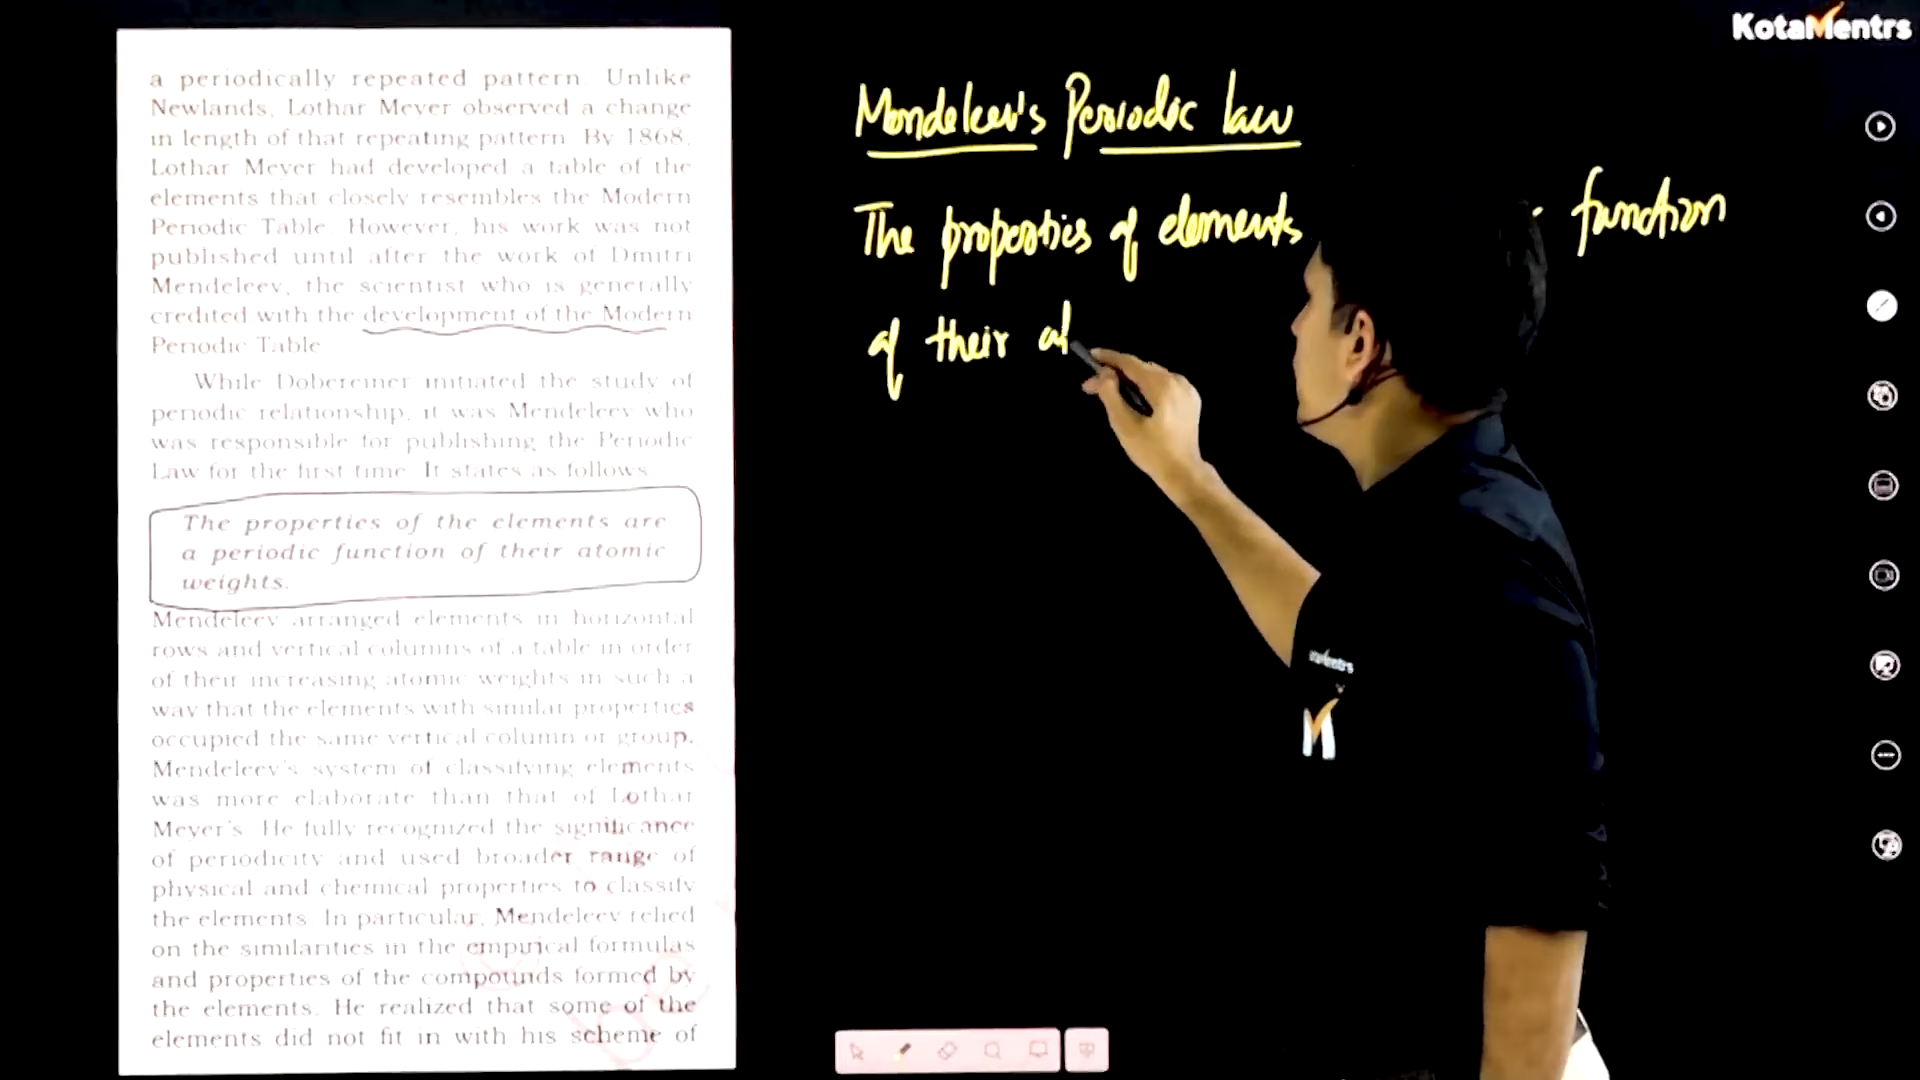 KotaMentrs
a periodically repeated pattern. Unlike
Newlands, Lothar Meyer observed a change
in length of that repeating pattern. By 1868,
Lothar Meyer had developed a table of the
elements that closely resembles the Modern
Periodic Table. However, his work was not
published until after the work of Dmitri
Mendeleev, the scientist who is generally
credited with the development of the Modern
Periodic Table.
While Dobereiner initiated the study of
periodic relationship, it was Mendeleev who
was responsible for publishing the Periodic
Law for the first time. It states as follows
The properties of the elements are
a periodic function of their atomic
weights.
Mendeleev arranged elements in horizontal
rows and vertical columns of a table in order
of their increasing atomic weights in such a
way that the elements with similar properties
occupied the same vertical column or group.
Mendeleev's system of classifying elements
was more elaborate than that of Lothar
Meyer's. He fully recognized the significance
of periodicity and used broader range of
physical and chemical properties to classify
the elements. In particular, Mendeleev relied
on the similarities in the empirical formulas
and properties of the compounds formed by
the elements. He realized that some of the
elements did not fit in with his scheme of
Mendeleev's Periodic law
The properties of elements function
of their at